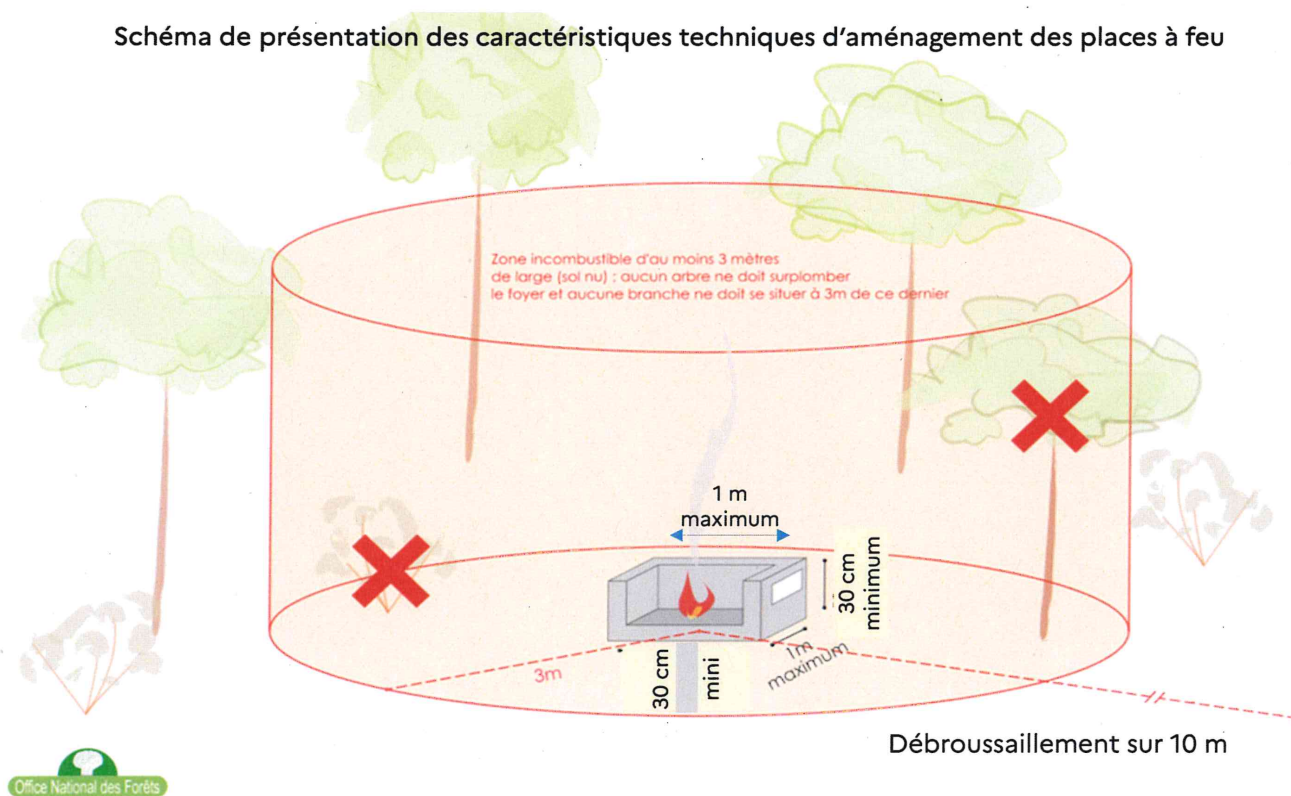 Schéma de présentation des caractéristiques techniques d'aménagement des places à feu
Zone incombustible d'au moins 3 mètres
de large (sol nu) : aucun arbre ne doit surplomber
le foyer et aucune branche ne doit se situer à 3m de ce dernier
1 m
maximum
30 cm
minimum
1m
maximum
3m
30 cm
mini
Débroussaillement sur 10 m
Office National des Forêts